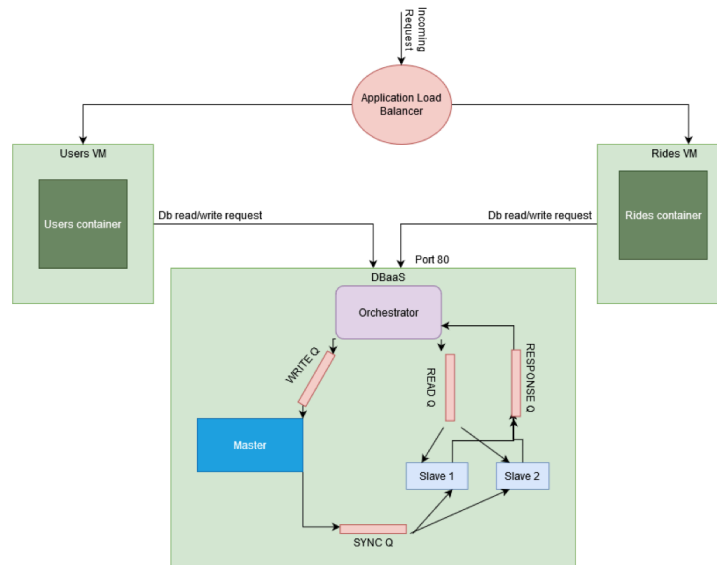 Incoming
Request
Application Load
Balancer
Users VM
Rides VM
Users container
Rides container
Db read/write request
Db read/write request
Port 80
DBaaS
Orchestrator
WRITE Q
READ Q
RESPONSE Q
Master
Slave 1
Slave 2
SYNC Q